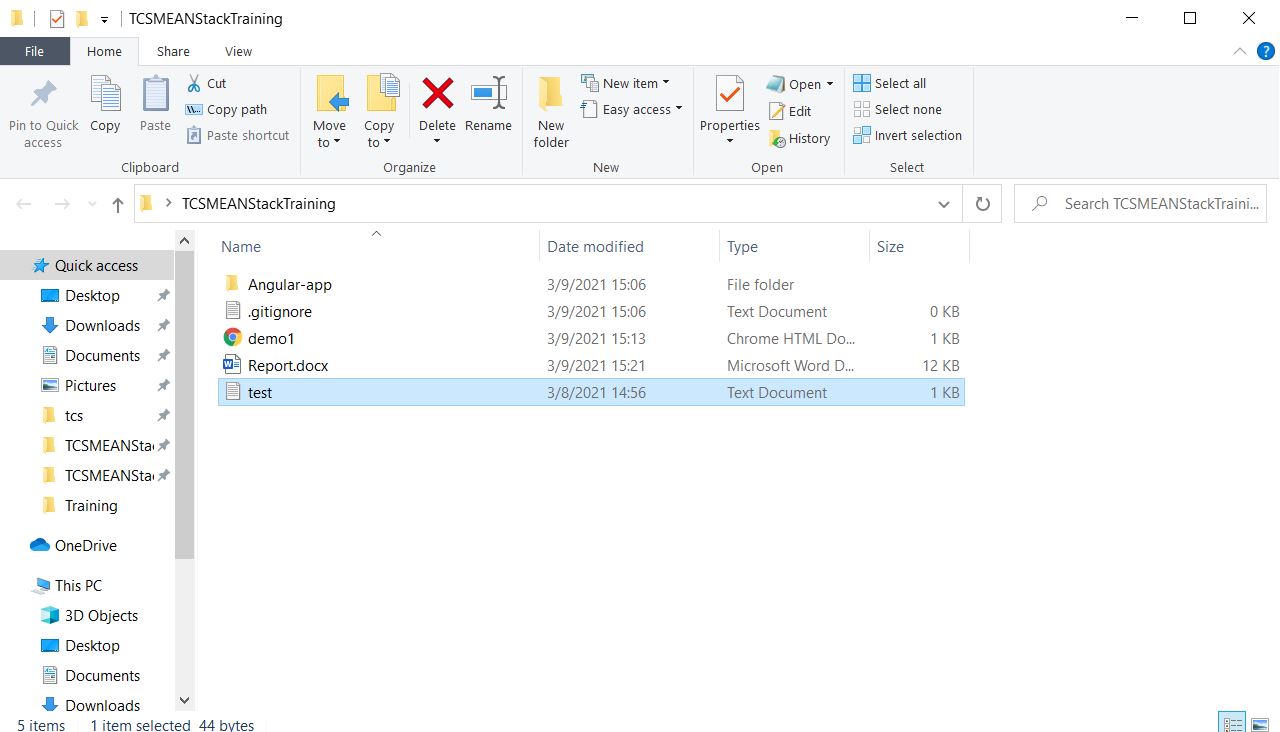 TCSMEANStackTraining
File Home Share View
Pin to Quick access
Copy
Paste
Cut
Copy path
Paste shortcut
Clipboard
Move to
Copy to
Delete
Rename
Organize
New folder
New item
Easy access
New
Properties
Open
Edit
History
Open
Select all
Select none
Invert selection
Select
TCSMEANStackTraining
Search TCSMEANStackTraini...
Quick access
Desktop
Downloads
Documents
Pictures
tcs
TCSMEANSta
TCSMEANSta
Training
OneDrive
This PC
3D Objects
Desktop
Documents
Downloads
Name Date modified Type Size
Angular-app 3/9/2021 15:06 File folder
.gitignore 3/9/2021 15:06 Text Document 0 KB
demo1 3/9/2021 15:13 Chrome HTML Do... 1 KB
Report.docx 3/9/2021 15:21 Microsoft Word D... 12 KB
test 3/8/2021 14:56 Text Document 1 KB
5 items 1 item selected 44 bytes